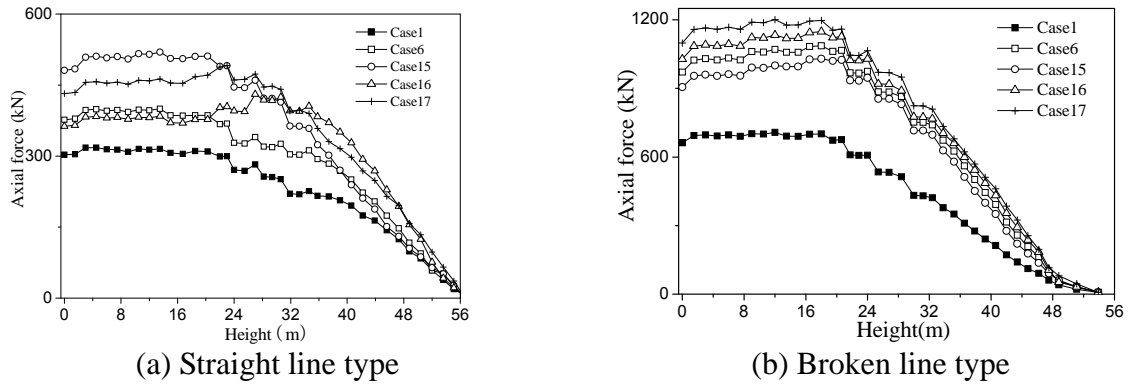 600
300
0
Axial force (kN)
Case1
Case6
Case15
Case16
Case17
0 8 16 24 32 40 48 56
Height ( m )
(a) Straight line type
1200
600
0
Axial force (kN)
Case1
Case6
Case15
Case16
Case17
0 8 16 24 32 40 48 56
Height(m)
(b) Broken line type